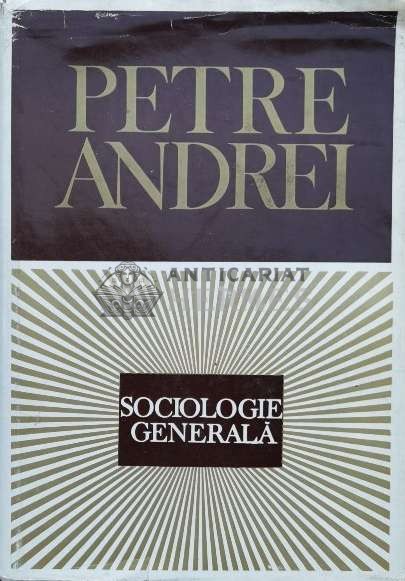 PETRE
ANDREI
ANTICARIAT
SOCIOLOGIE
GENERALĂ